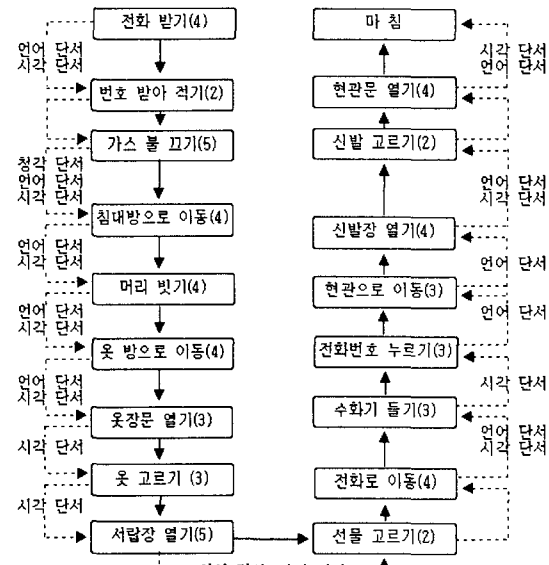 전화 받기(4)
언어 단서
시각 단서
번호 받아 적기(2)
가스 불 끄기(5)
청각 단서
언어 단서
시각 단서
침대방으로 이동(4)
언어 단서
머리 빗기(4)
언어 단서
옷 방으로 이동(4)
언어 단서
시각 단서
옷장문 열기(3)
시각 단서
옷 고르기 (3)
시각 단서
서랍장 열기(5)
마 침
시각 단서
언어 단서
현관문 열기(4)
신발 고르기(2)
언어 단서
시각 단서
신발장 열기(4)
언어 단서
현관으로 이동(3)
언어 단서
전화번호 누르기(3)
시각 단서
수화기 들기(3)
언어 단서
시각 단서
전화로 이동(4)
선물 고르기(2)